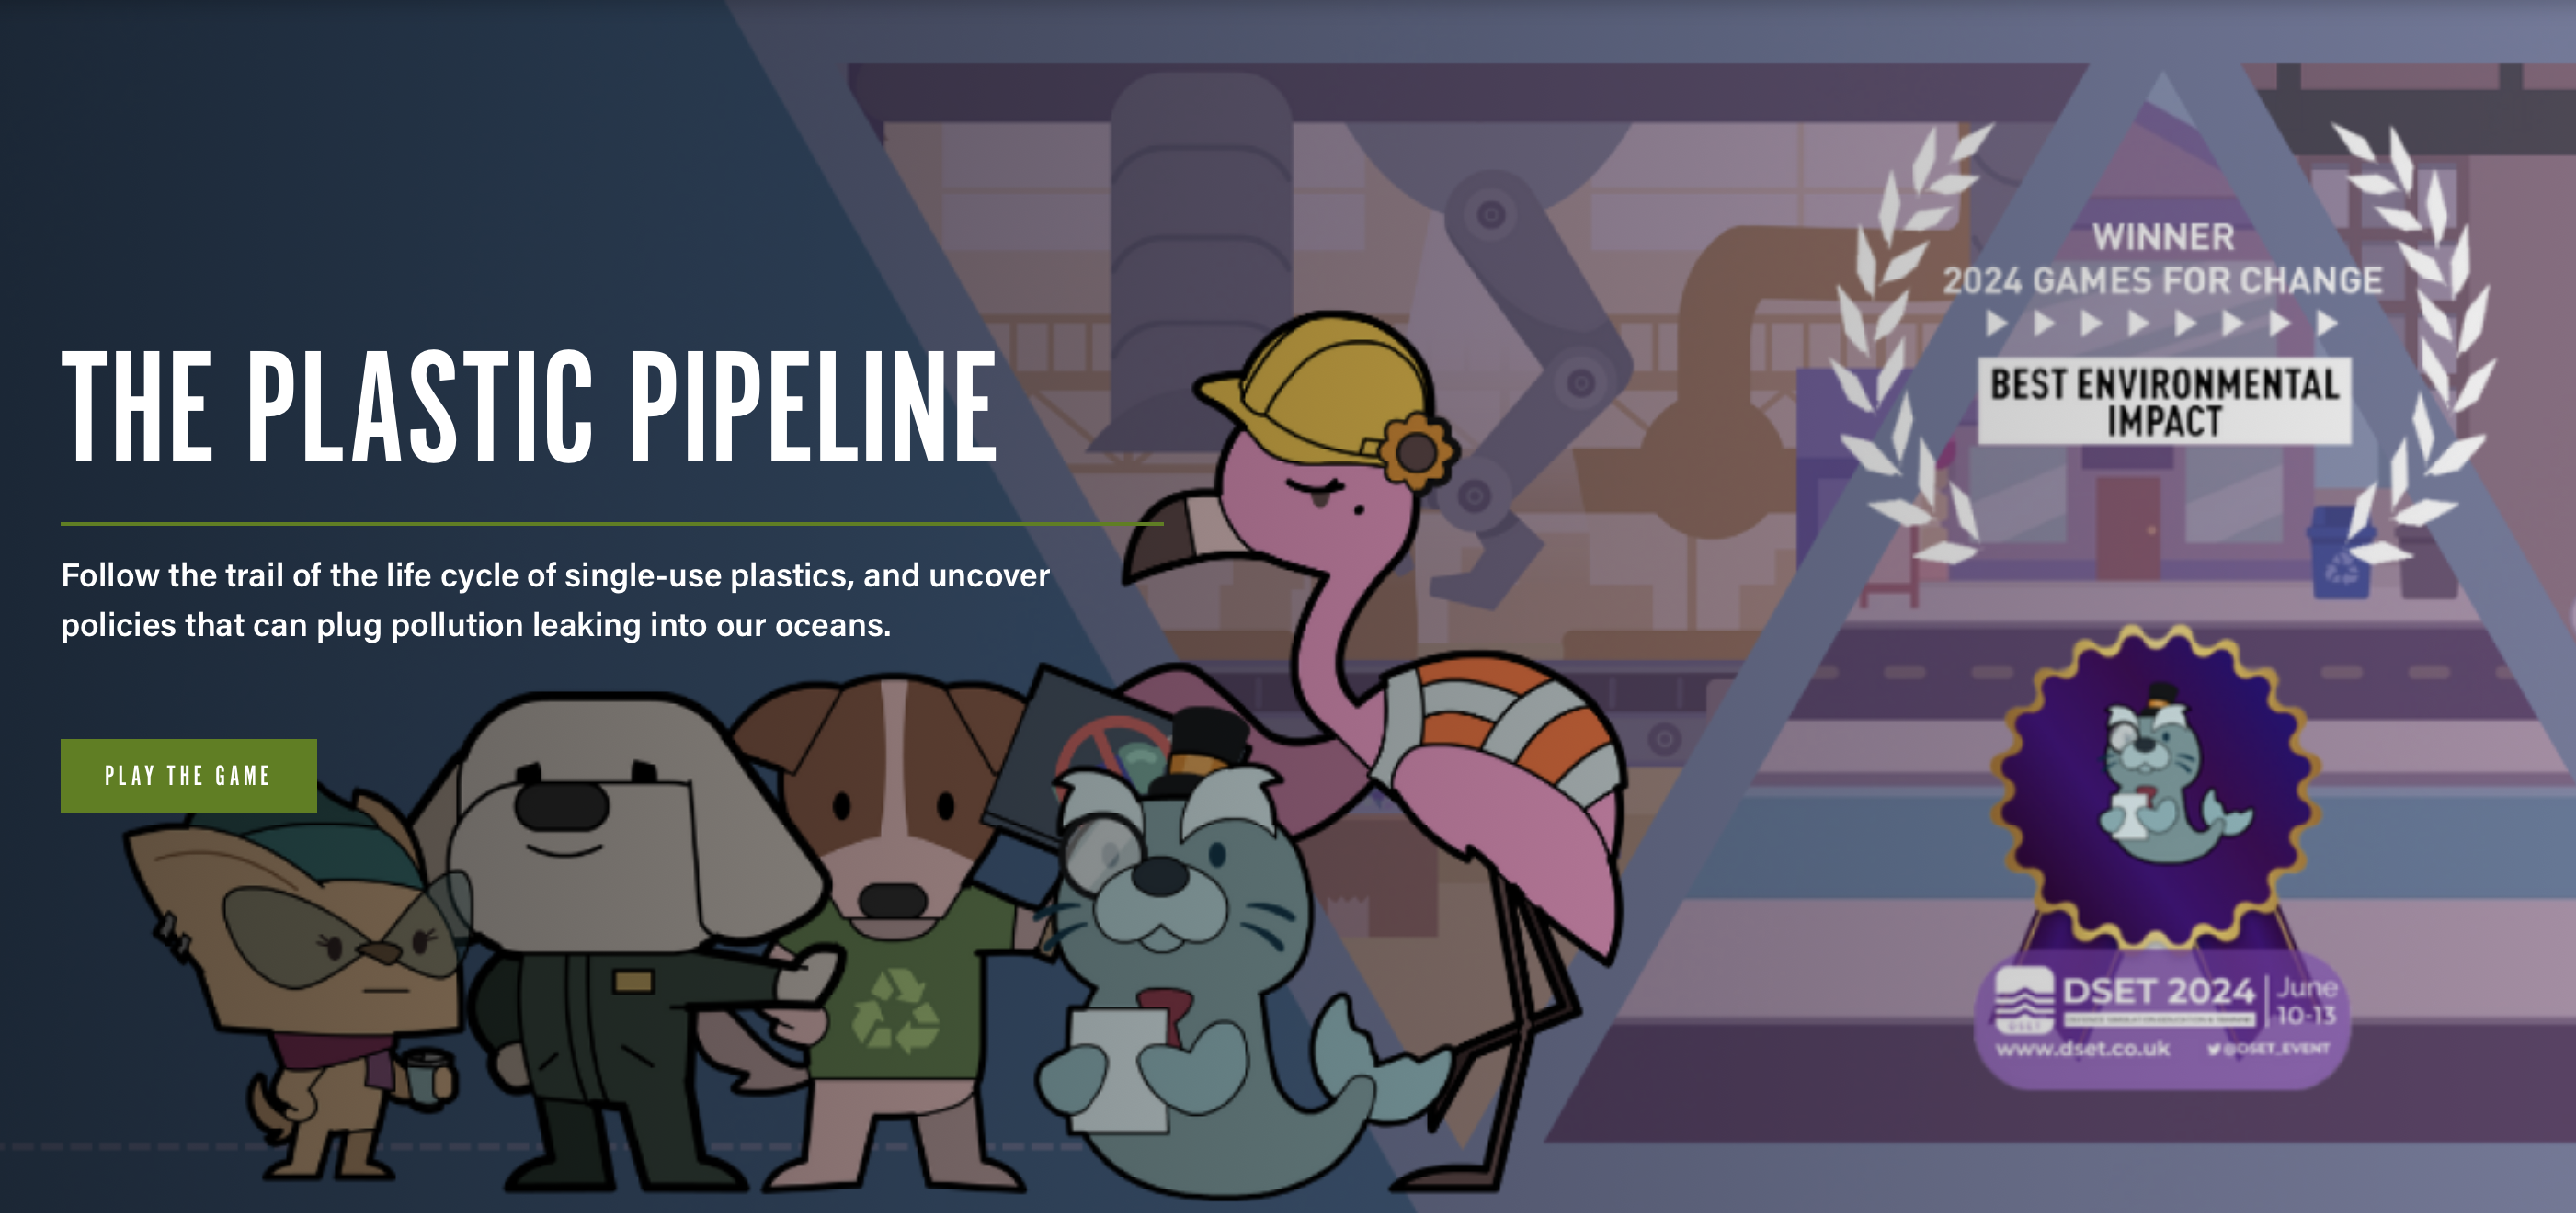 THE PLASTIC PIPELINE
Follow the trail of the life cycle of single-use plastics, and uncover
policies that can plug pollution leaking into our oceans.
PLAY THE GAME
WINNER
2024 GAMES FOR CHANGE
BEST ENVIRONMENTAL
IMPACT
DSET 2024
June
10-13
www.dset.co.uk
@DSET_EVENT